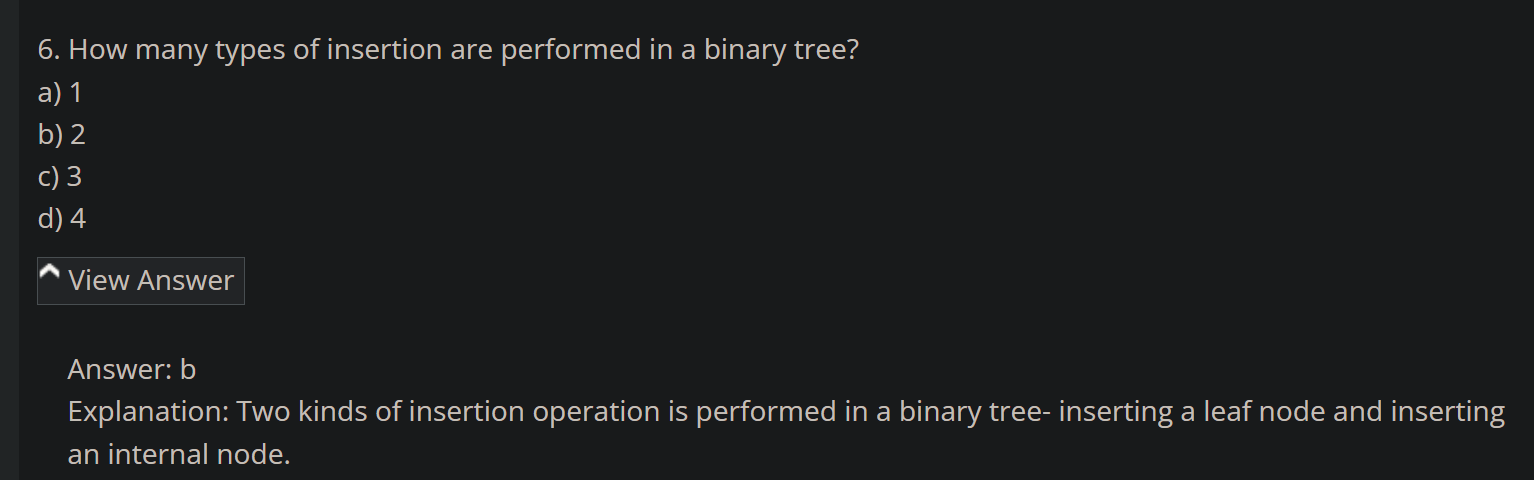 6. How many types of insertion are performed in a binary tree?
a) 1
b) 2
c) 3
d) 4
View Answer
Answer: b
Explanation: Two kinds of insertion operation is performed in a binary tree- inserting a leaf node and inserting
an internal node.